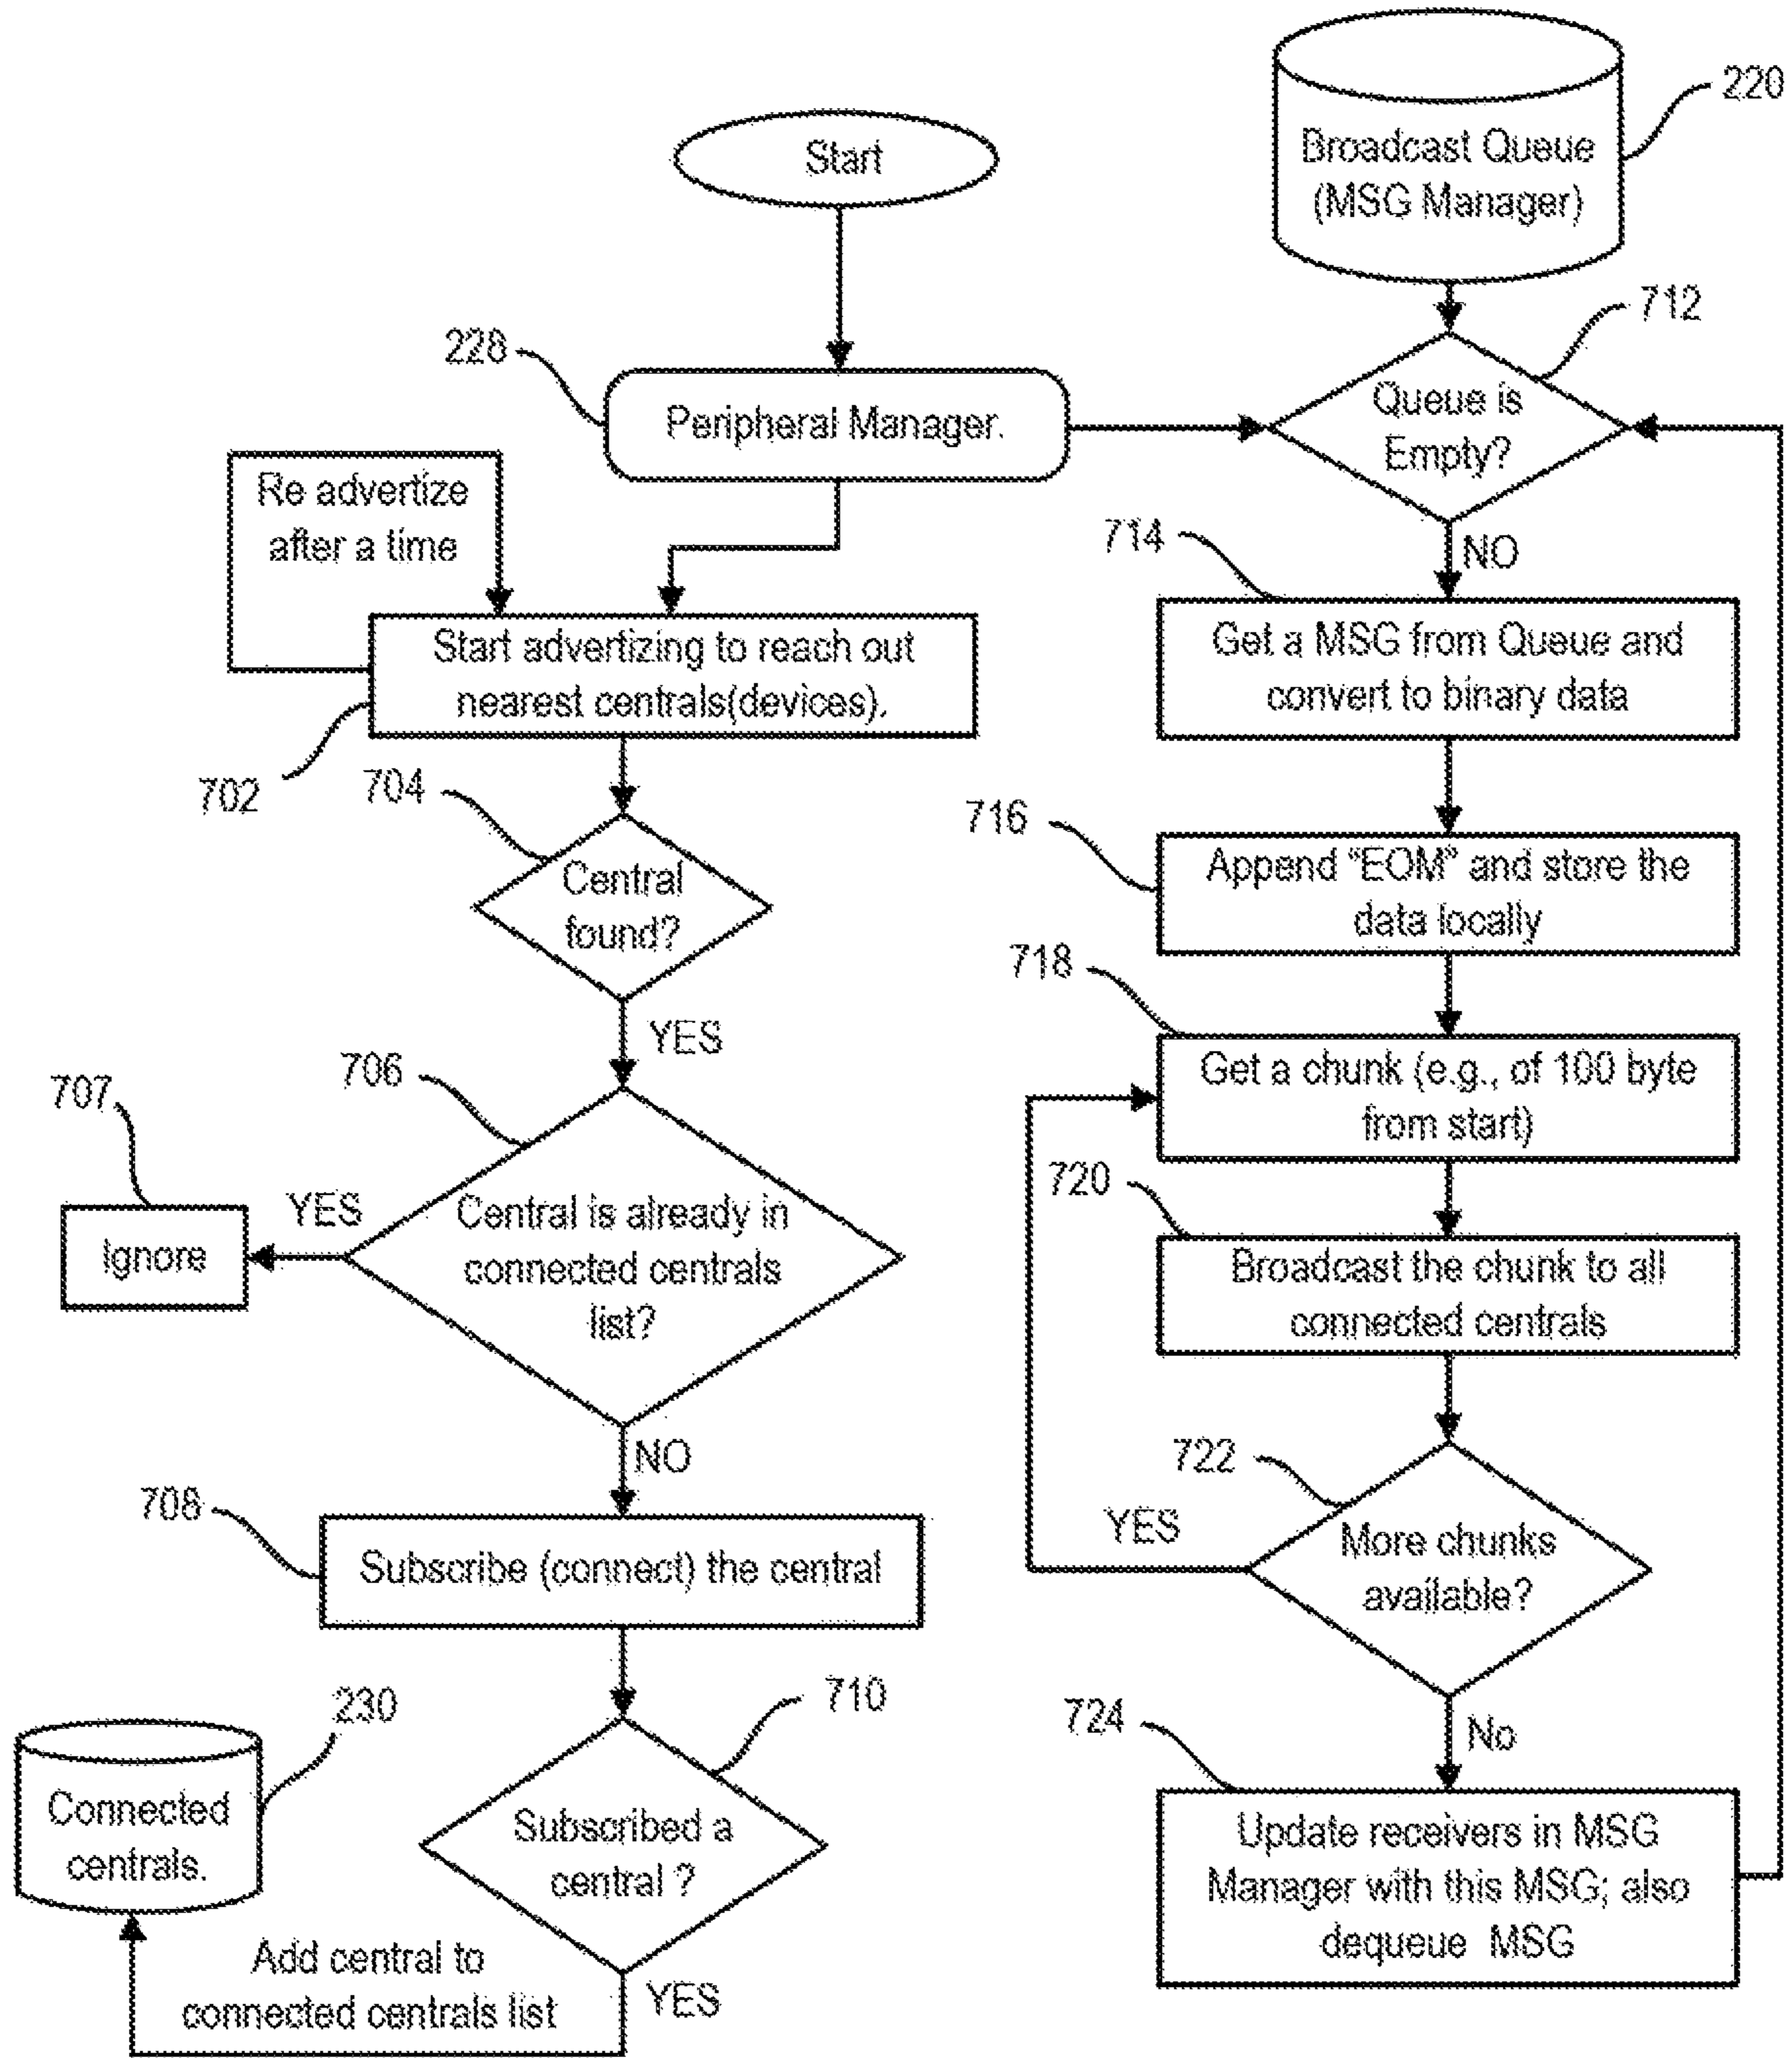 Start
Broadcast Queue
(MSG Manager)
220
228
Peripheral Manager.
712
Queue is
Empty?
NO
Re advertize
after a time
Start advertizing to reach out
nearest centrals(devices).
702
704
Central
found?
YES
706
707
YES
Ignore
Central is already in
connected centrals
list?
NO
708
Subscribe (connect) the central
710
230
Connected
centrals.
Subscribed a
central ?
Add central to
connected centrals list
YES
714
Get a MSG from Queue and
convert to binary data
716
Append “EOM” and store the
data locally
718
Get a chunk (e.g., of 100 byte
from start)
720
Broadcast the chunk to all
connected centrals
722
YES
More chunks
available?
No
724
Update receivers in MSG
Manager with this MSG; also
dequeue MSG